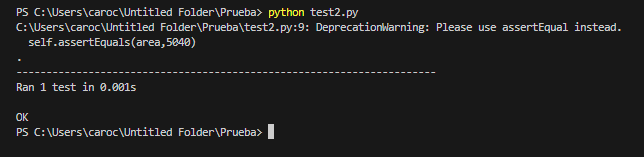 PS C:\Users\caroc\Untitled Folder\Prueba> python test2.py
C:\Users\caroc\Untitled Folder\Prueba\test2.py:9: DeprecationWarning: Please use assertEqual instead.
  self.assertEquals(area,5040)
.
----------------------------------------------------------------------
Ran 1 test in 0.001s

OK
PS C:\Users\caroc\Untitled Folder\Prueba>